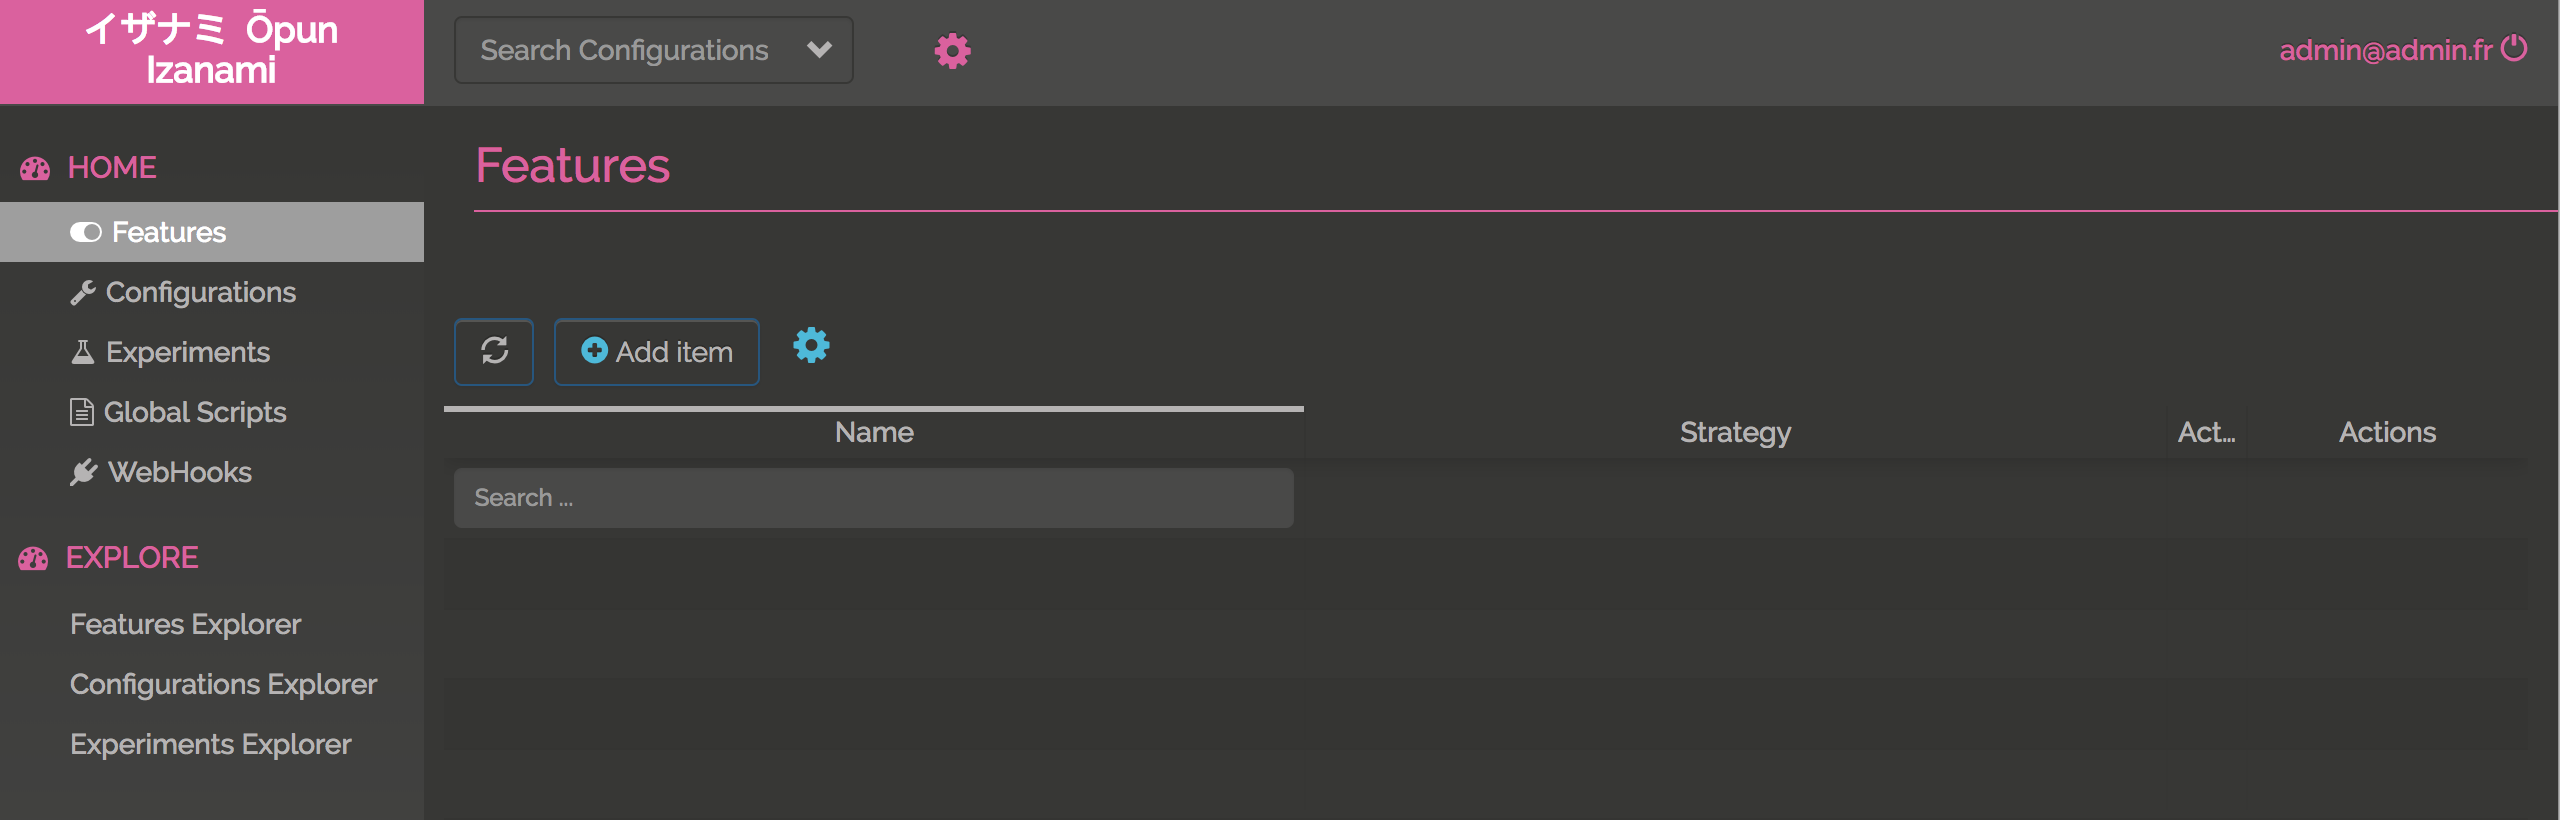 イザナミ Ōpun
Izanami
Search Configurations
admin@admin.fr
HOME
Features
Configurations
Experiments
Global Scripts
WebHooks
EXPLORE
Features Explorer
Configurations Explorer
Experiments Explorer
Features
Add item
Name Strategy Act... Actions
Search ...